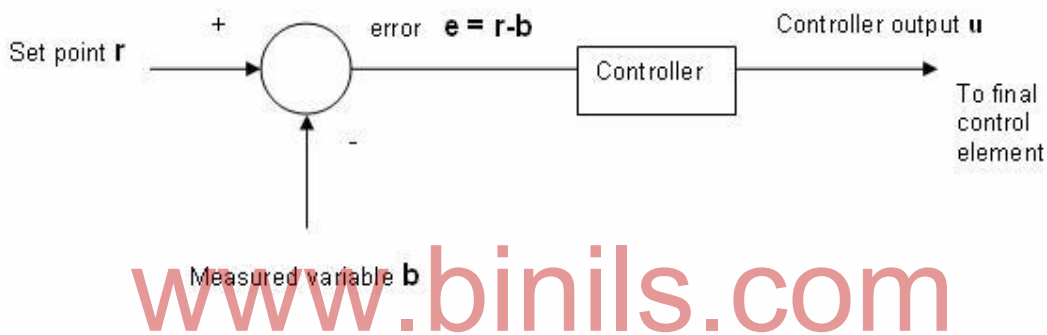 +
error e = r-b
Controller output u
Set point r
Controller
To final
control
element
-
Measured variable b
www.binils.com